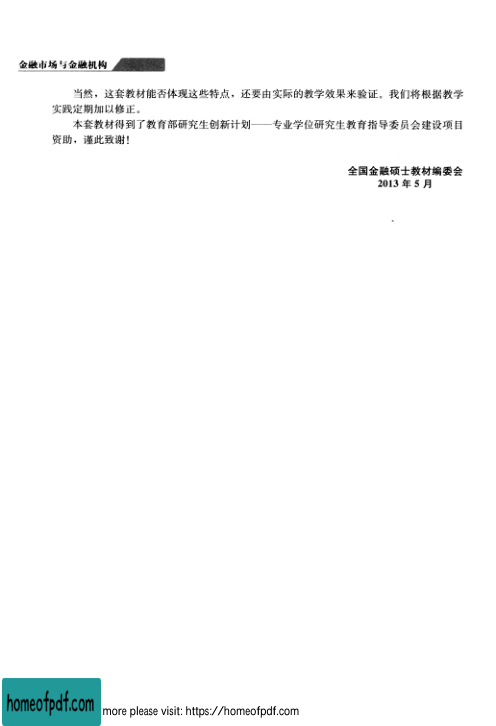 金融市场与金融机构
当然，这套教材能否体现这些特点，还要由实际的教学效果来验证。我们将根据教学
实践定期加以修正。
本套教材得到了教育部研究生创新计划——专业学位研究生教育指导委员会建设项目
资助，谨此致谢！
全国金融硕士教材编委会
2013 年 5 月
homeofpdf.com
more please visit: https://homeofpdf.com